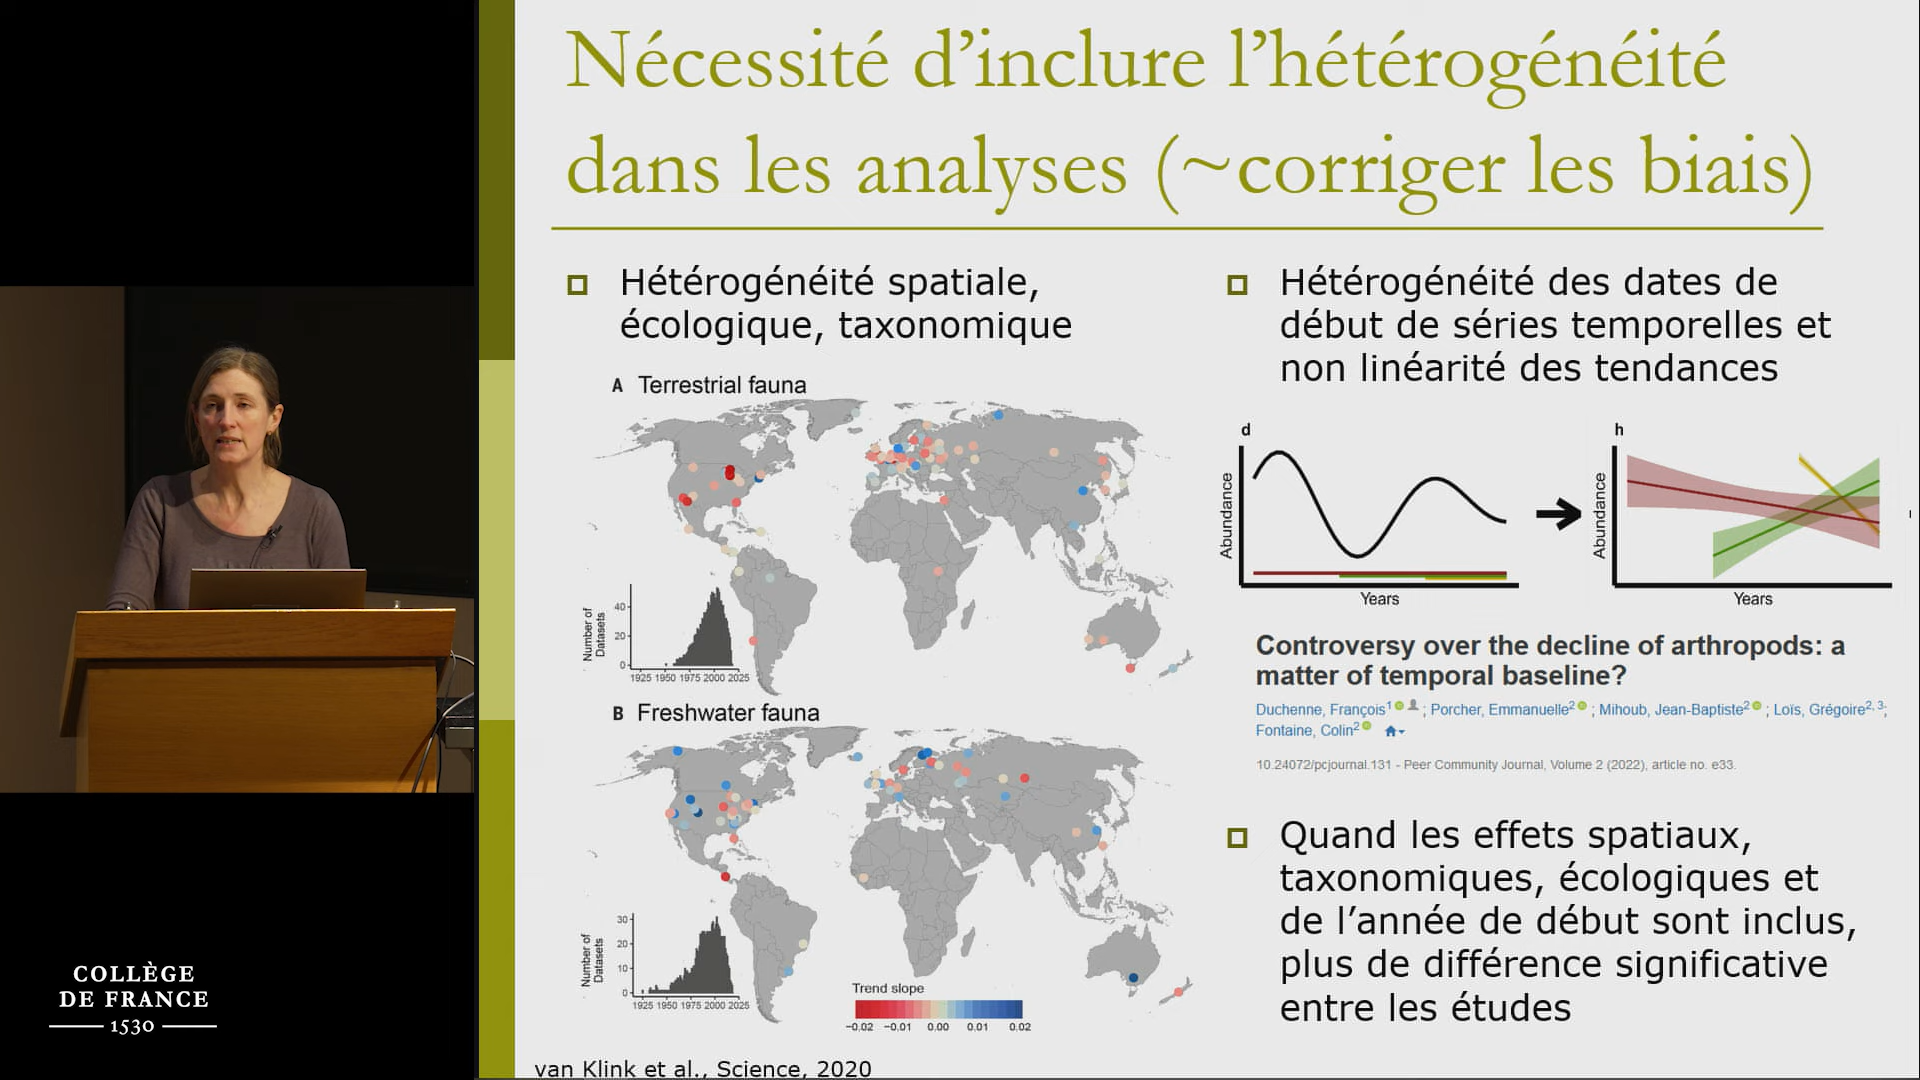 Nécessité d'inclure l'hétérogénéité
dans les analyses (~corriger les biais)
Hétérogénéité spatiale,
écologique, taxonomique
A Terrestrial fauna
Number of
Datasets
40
20
0
1925 1950 1975 2000 2025
B Freshwater fauna
Number of
Datasets
30
20
10
0
1925 1950 1975 2000 2025
Trend slope
−0.02 −0.01 0.00 0.01 0.02
van Klink et al., Science, 2020
Hétérogénéité des dates de
début de séries temporelles et
non linéarité des tendances
d
Abundance
Years
h
Abundance
Years
Controversy over the decline of arthropods: a
matter of temporal baseline?
Duchenne, François1 ; Porcher, Emmanuelle2 ; Mihoub, Jean-Baptiste2 ; Loïs, Grégoire2, 3;
Fontaine, Colin2
10.24072/pcjournal.131 - Peer Community Journal, Volume 2 (2022), article no. e33.
Quand les effets spatiaux,
taxonomiques, écologiques et
de l'année de début sont inclus,
plus de différence significative
entre les études
COLLÈGE
DE FRANCE
1530